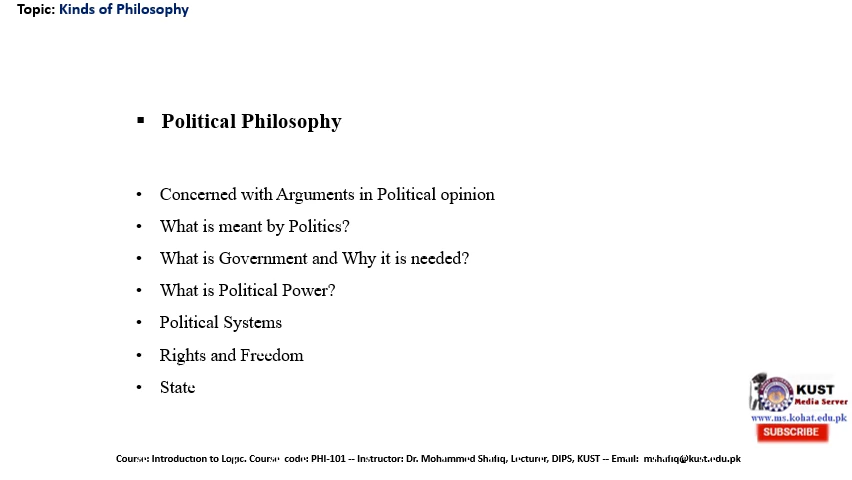 Topic: Kinds of Philosophy
▪ Political Philosophy
• Concerned with Arguments in Political opinion
• What is meant by Politics?
• What is Government and Why it is needed?
• What is Political Power?
• Political Systems
• Rights and Freedom
• State
KUST
Media Server
www.ms.kohat.edu.pk
SUBSCRIBE
Course: Introduction to Logic. Course code: PHI-101 -- Instructor: Dr. Mohammed Shafiq, Lecturer, DIPS, KUST -- Email: mshafiq@kust.edu.pk